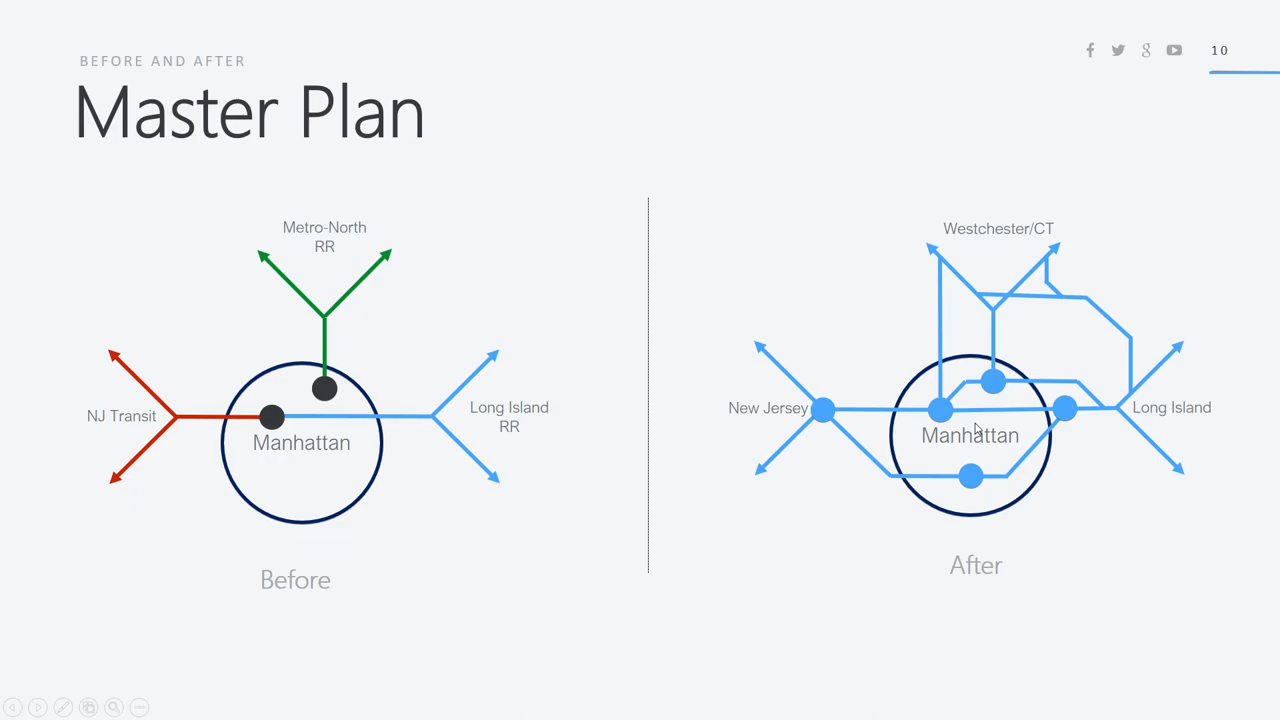 BEFORE AND AFTER
Master Plan
10
Metro-North
RR
NJ Transit
Long Island
RR
Manhattan
Before
Westchester/CT
New Jersey
Long Island
Manhattan
After